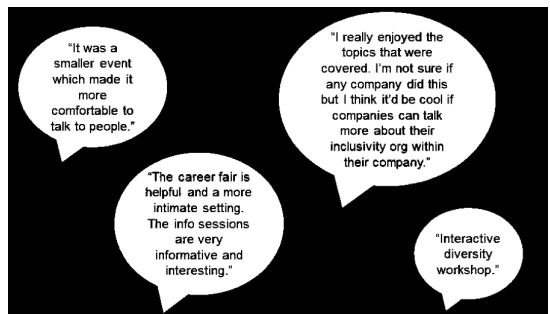 “It was a
smaller event
which made it
more
comfortable to
talk to people.”
“I really enjoyed the
topics that were
covered. I’m not sure if
any company did this
but I think it’d be cool if
companies can talk
more about their
inclusivity org within
their company.”
“The career fair is
helpful and a more
intimate setting.
The info sessions
are very
informative and
interesting.”
“Interactive
diversity
workshop.”